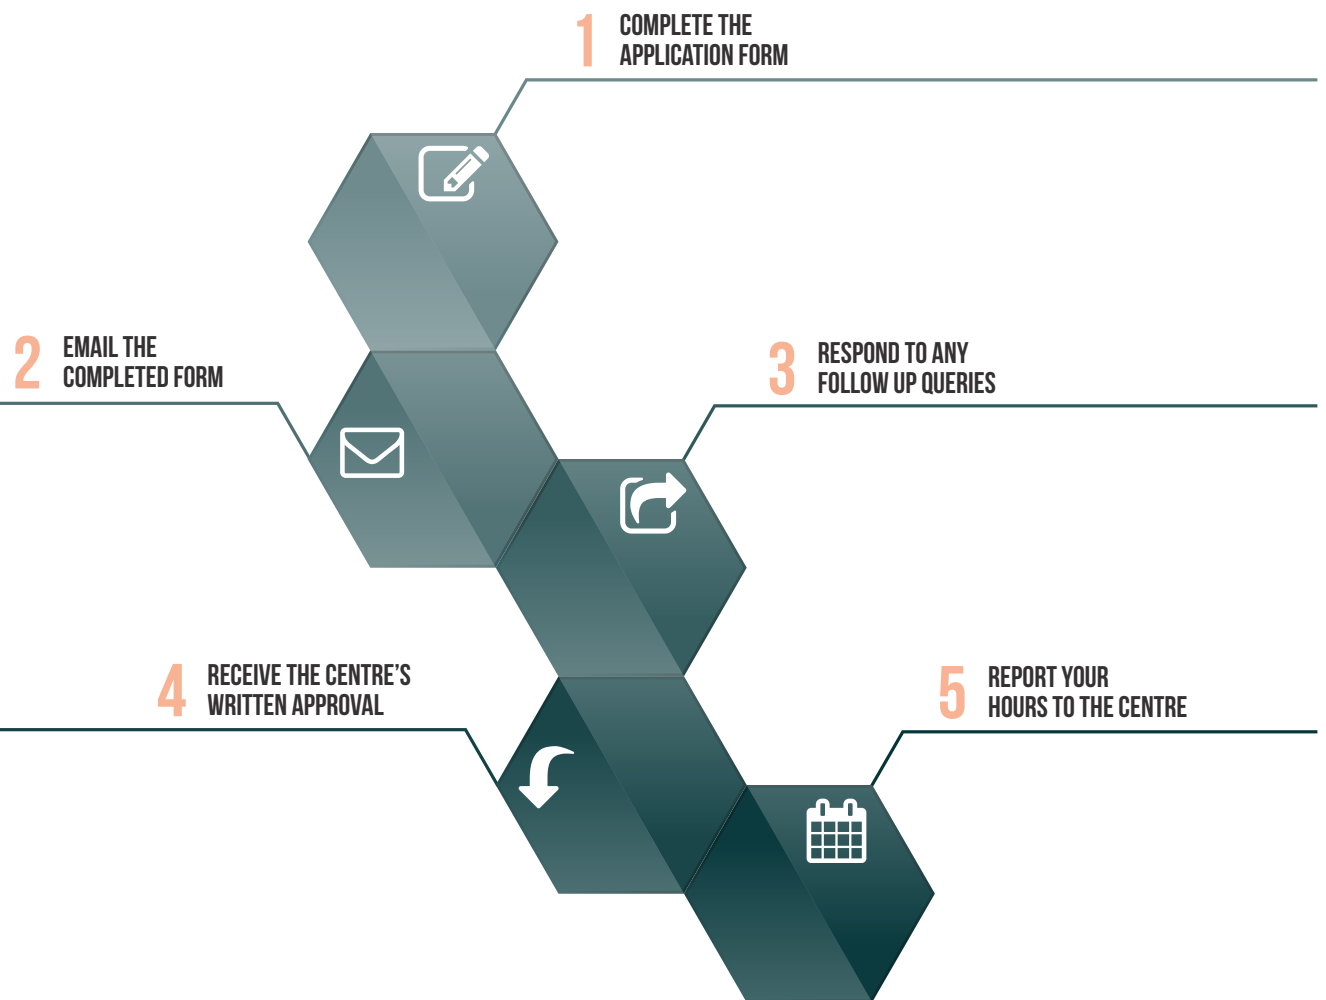 1 COMPLETE THE
APPLICATION FORM
2 EMAIL THE
COMPLETED FORM
3 RESPOND TO ANY
FOLLOW UP QUERIES
4 RECEIVE THE CENTRE'S
WRITTEN APPROVAL
5 REPORT YOUR
HOURS TO THE CENTRE